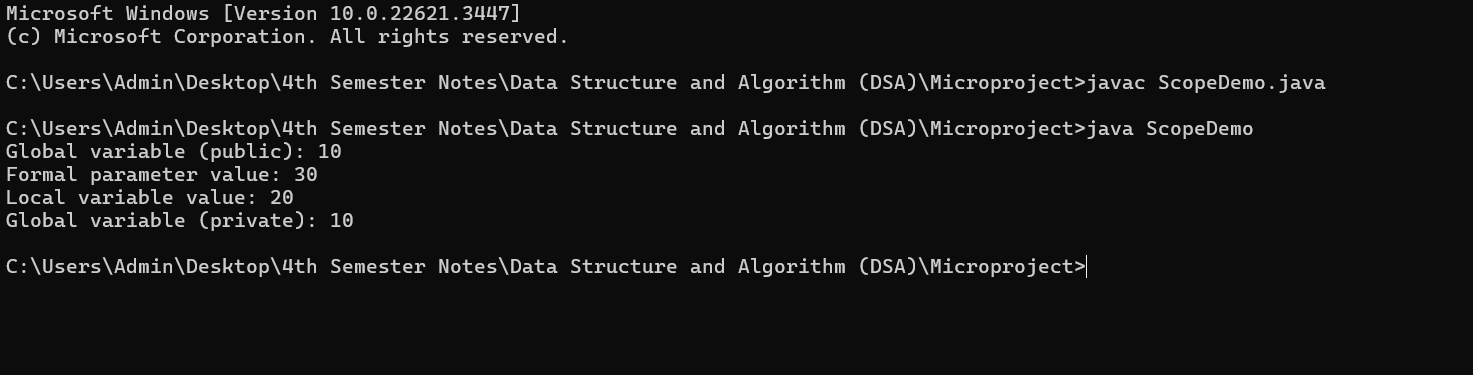 Microsoft Windows [Version 10.0.22621.3447]
(c) Microsoft Corporation. All rights reserved.
C:\Users\Admin\Desktop\4th Semester Notes\Data Structure and Algorithm (DSA)\Microproject>javac ScopeDemo.java
C:\Users\Admin\Desktop\4th Semester Notes\Data Structure and Algorithm (DSA)\Microproject>java ScopeDemo
Global variable (public): 10
Formal parameter value: 30
Local variable value: 20
Global variable (private): 10
C:\Users\Admin\Desktop\4th Semester Notes\Data Structure and Algorithm (DSA)\Microproject>